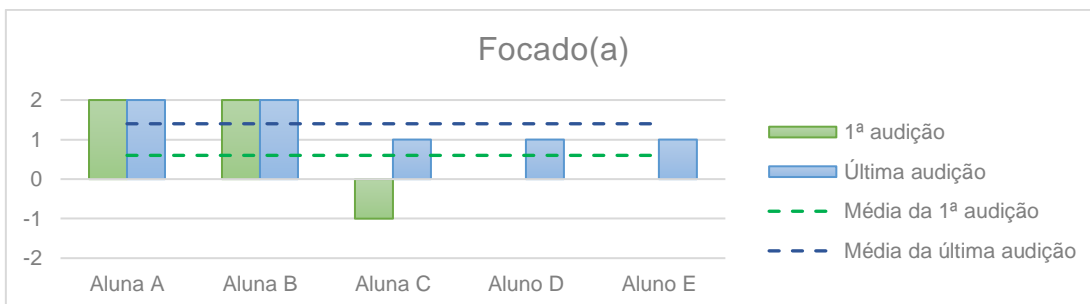 Focado(a)
2
1
0
-1
-2
Aluna A
Aluna B
Aluna C
Aluno D
Aluno E
1ª audição
Última audição
Média da 1ª audição
Média da última audição